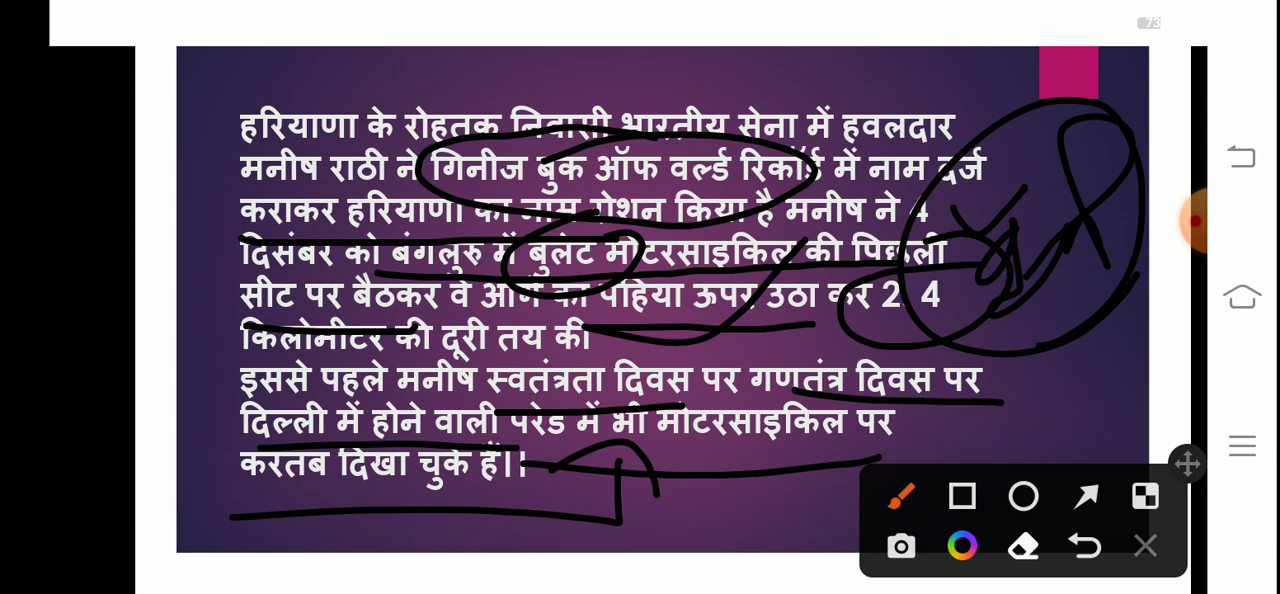 73
हरियाणा के रोहतक निवासी भारतीय सेना में हवलदार
मनीष राठी ने गिनीज बुक ऑफ वर्ल्ड रिकॉर्ड में नाम दर्ज
कराकर हरियाणा का नाम रोशन किया है मनीष ने 4
दिसंबर को बंगलुरु में बुलेट मोटरसाइकिल की पिछली
सीट पर बैठकर व आगे का पहिया ऊपर उठा कर 2. 4
किलोमीटर की दूरी तय की
इससे पहले मनीष स्वतंत्रता दिवस पर गणतंत्र दिवस पर
दिल्ली में होने वाली परेड में भी मोटरसाइकिल पर
करतब दिखा चुके हैं।।